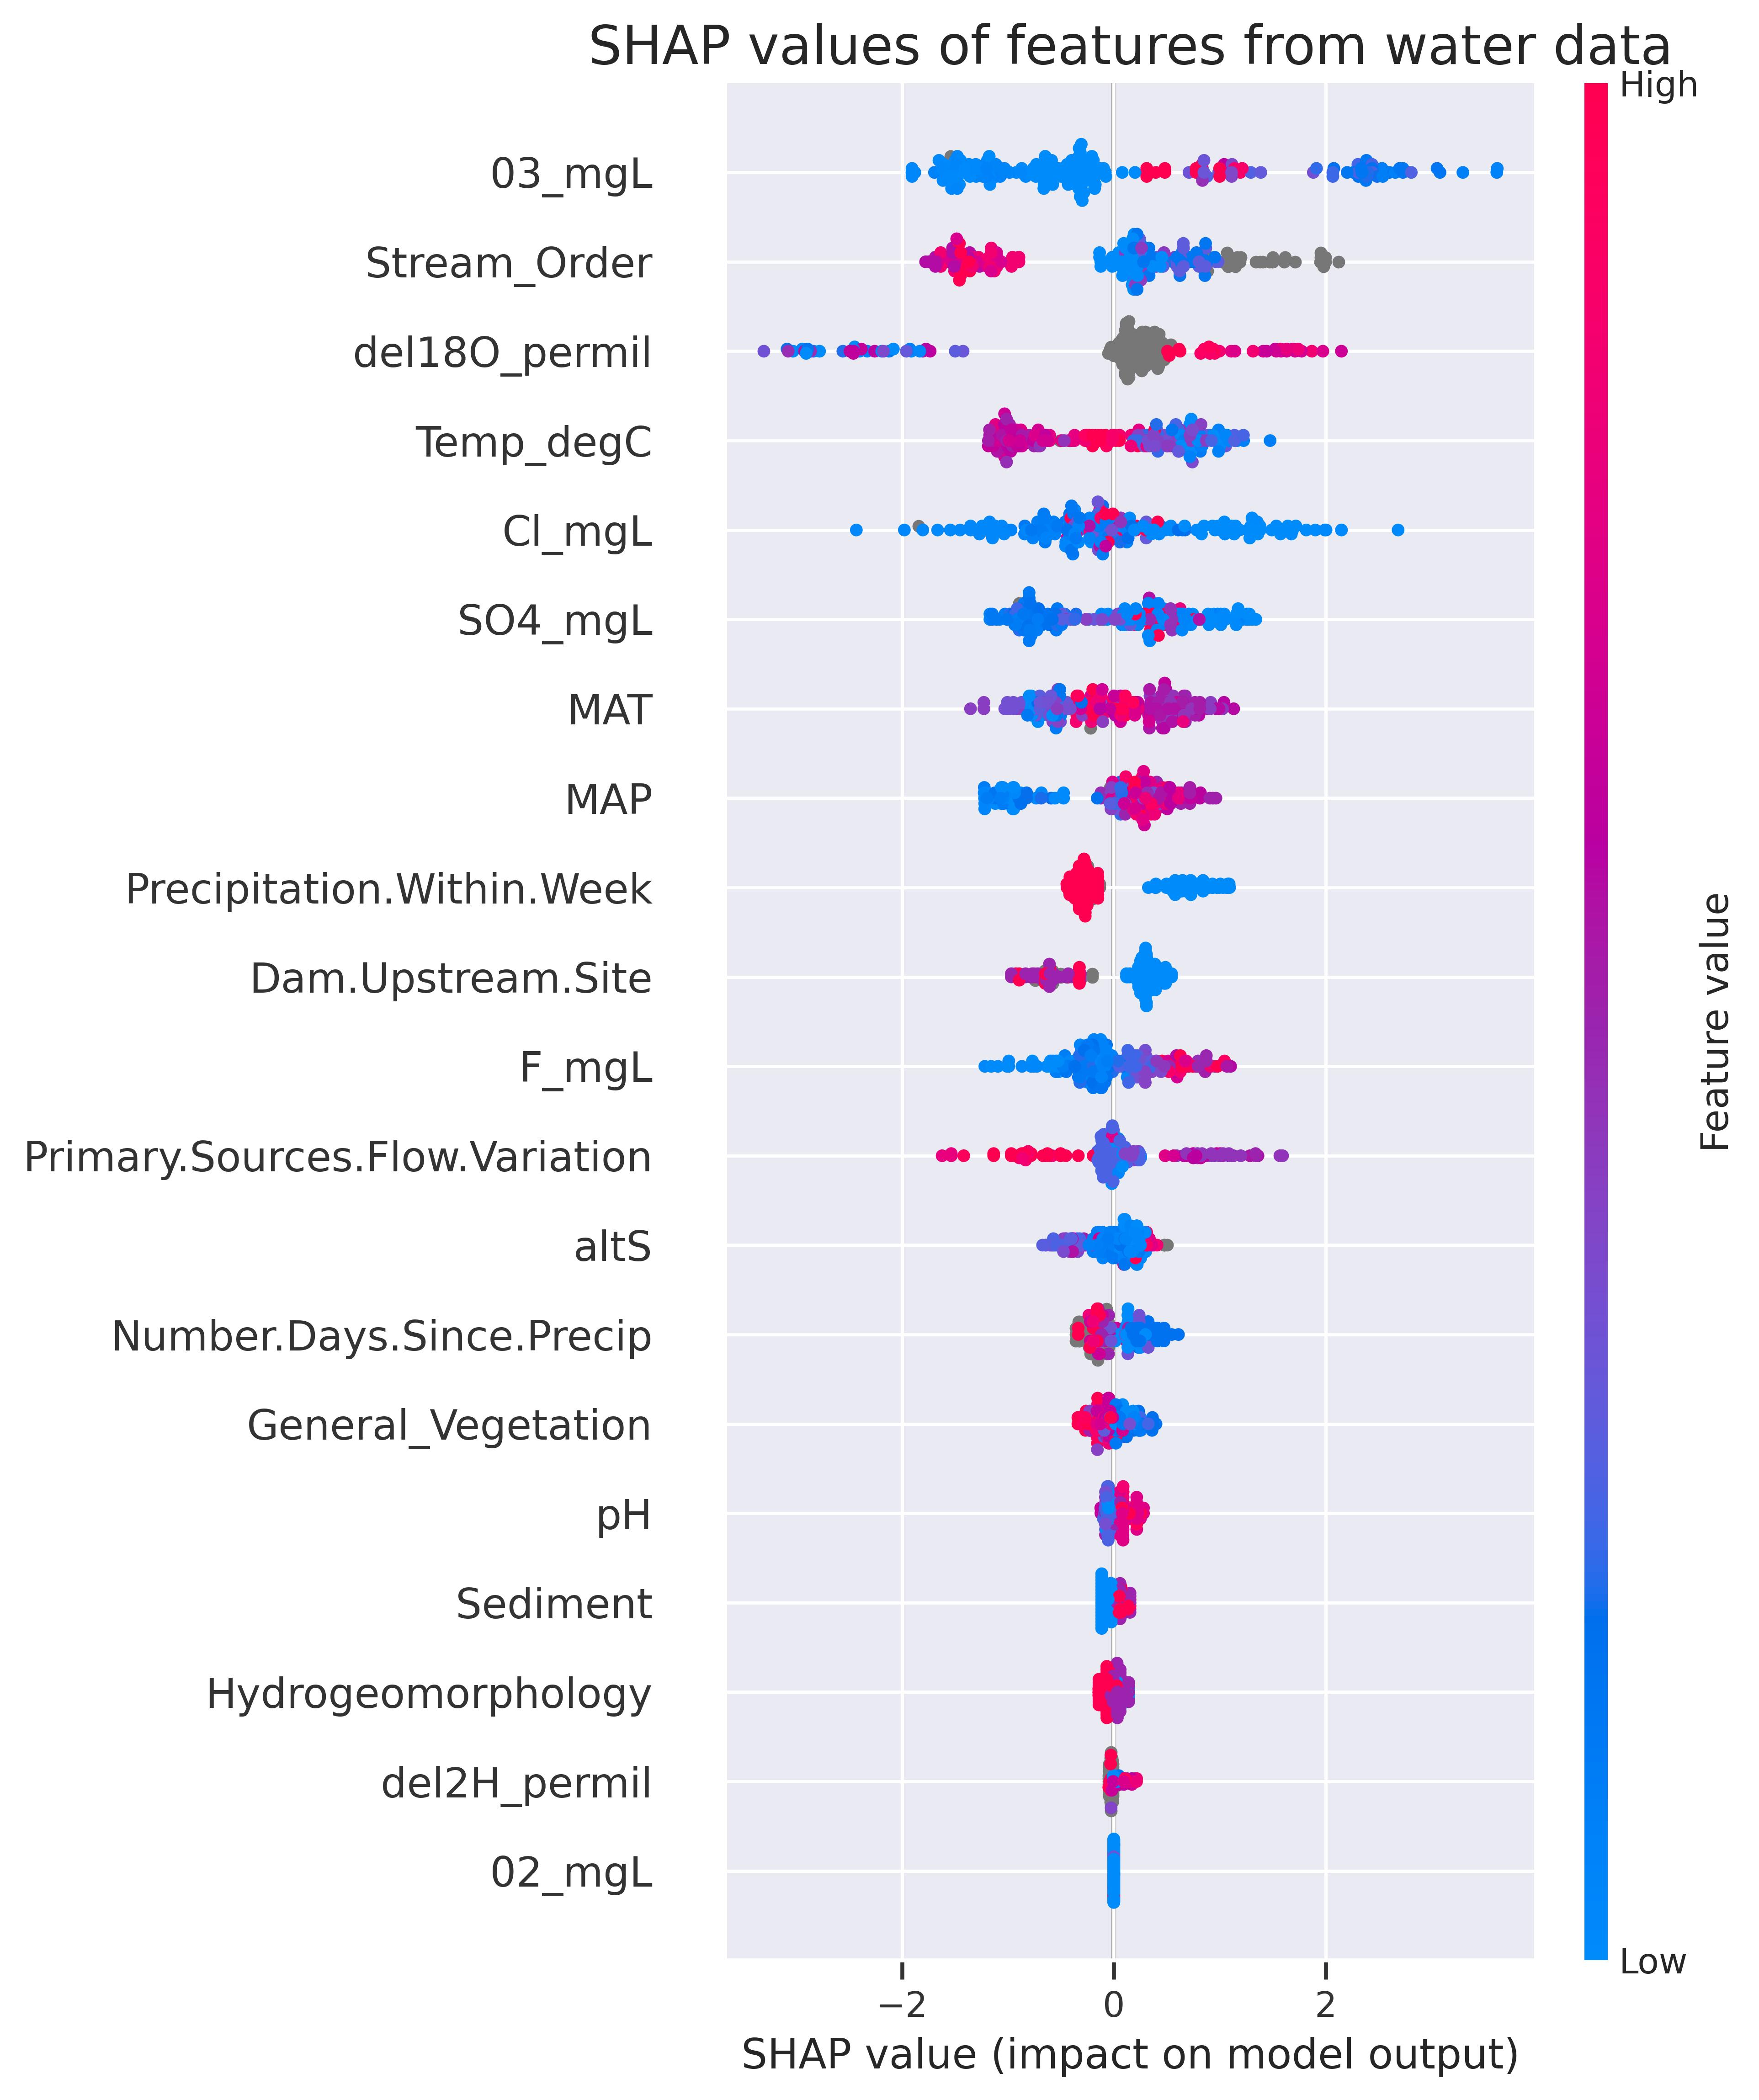 SHAP values of features from water data
High
03_mgL
Stream_Order
del18O_permil
Temp_degC
Cl_mgL
SO4_mgL
MAT
MAP
Precipitation.Within.Week
Dam.Upstream.Site
F_mgL
Primary.Sources.Flow.Variation
altS
Number.Days.Since.Precip
General_Vegetation
pH
Sediment
Hydrogeomorphology
del2H_permil
02_mgL
Feature value
Low
−2 0 2
SHAP value (impact on model output)